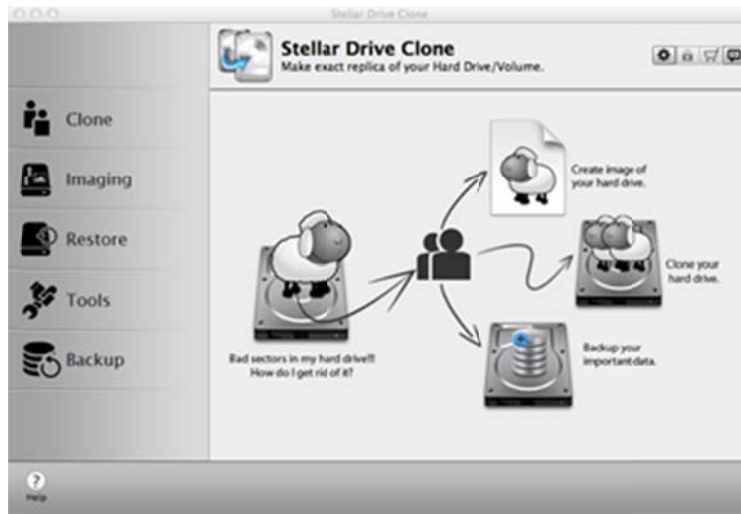 Stellar Drive Clone
Stellar Drive Clone
Make exact replica of your Hard Drive/Volume.
Clone
Imaging
Restore
Tools
Backup
Create image of
your hard drive.
Clone your
hard drive.
Bad sectors in my hard drive!!!
How do I get rid of it?
Backup your
important data.
?
Help